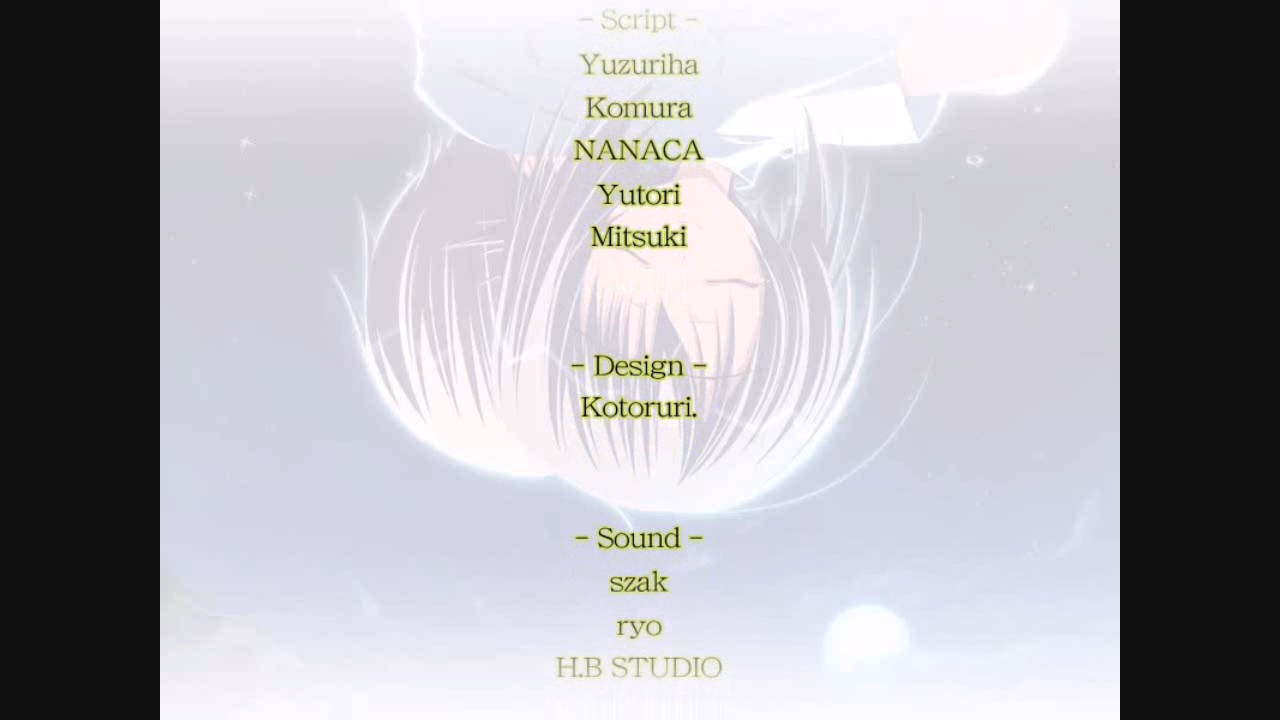 - Script -
Yuzuriha
Komura
NANACA
Yutori
Mitsuki
- Design -
Kotoruri.
- Sound -
szak
ryo
H.B STUDIO